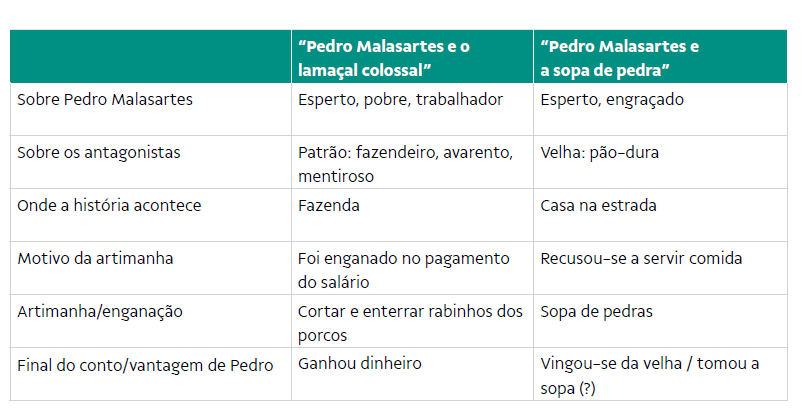 “Pedro Malasartes e o
lamaçal colossal”
“Pedro Malasartes e
a sopa de pedra”
Sobre Pedro Malasartes
Esperto, pobre, trabalhador
Esperto, engraçado
Sobre os antagonistas
Patrão: fazendeiro, avarento,
mentiroso
Velha: pão-dura
Onde a história acontece
Fazenda
Casa na estrada
Motivo da artimanha
Foi enganado no pagamento
do salário
Recusou-se a servir comida
Artimanha/enganação
Cortar e enterrar rabinhos dos
porcos
Sopa de pedras
Final do conto/vantagem de Pedro
Ganhou dinheiro
Vingou-se da velha / tomou a
sopa (?)